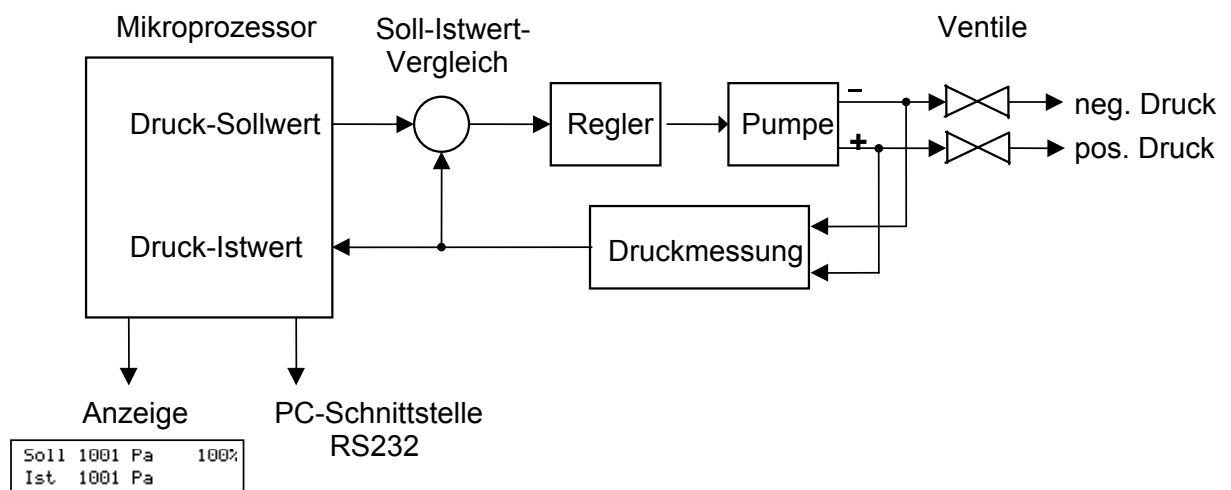 Mikroprozessor
Soll-Istwert-
Vergleich
Ventile
Druck-Sollwert
Regler
Pumpe
–
+
neg. Druck
pos. Druck
Druck-Istwert
Druckmessung
Anzeige
PC-Schnittstelle
RS232
Soll 1001 Pa 100%
Ist 1001 Pa